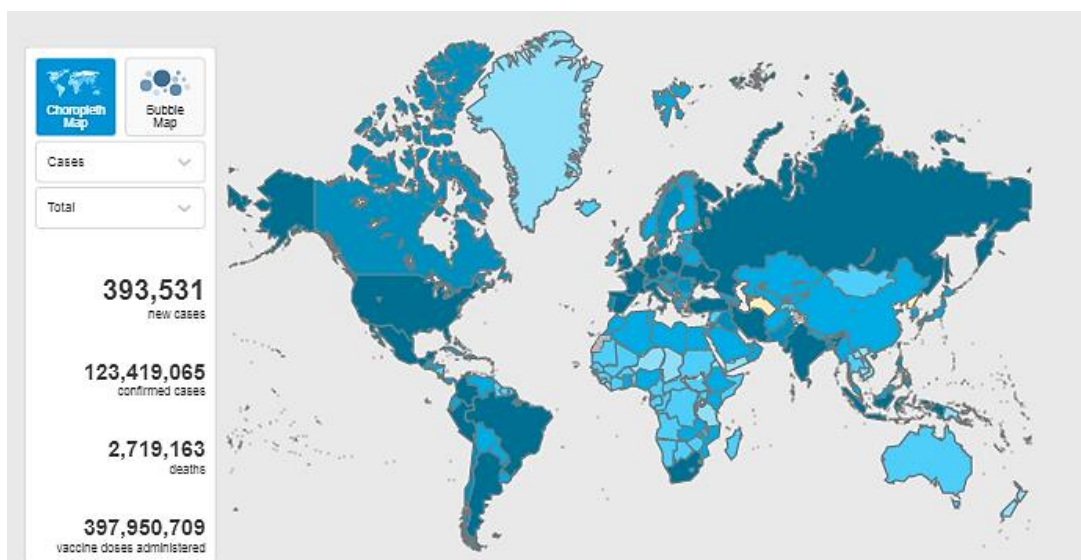 Choropleth
Map
Bubble
Map
Cases
Total
393,531
new cases
123,419,065
confirmed cases
2,719,163
deaths
397,950,709
vaccine doses administered